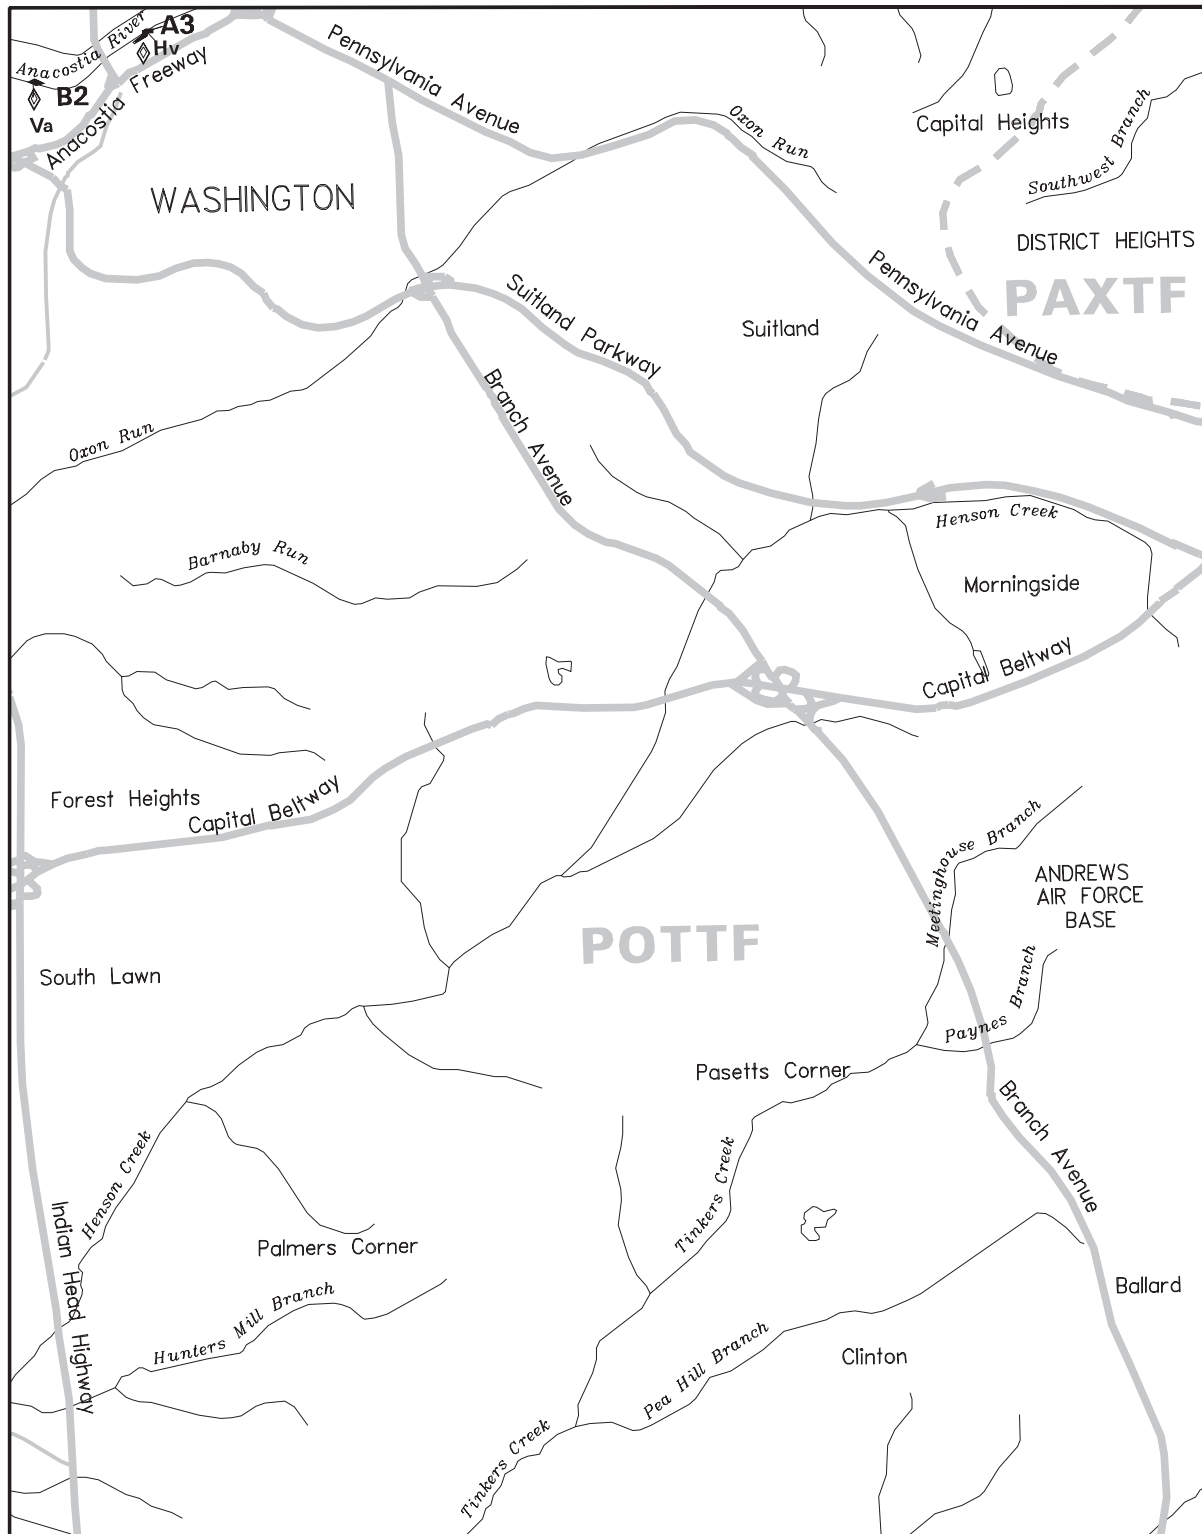 Anacostia River
A3
Hv
B2
Va
Anacostia Freeway
Pennsylvania Avenue
Oxon Run
Capital Heights
Southwest Branch
WASHINGTON
DISTRICT HEIGHTS
PAXTF
Pennsylvania Avenue
Suitland Parkway
Suitland
Branch Avenue
Oxon Run
Henson Creek
Barnaby Run
Morningside
Capital Beltway
Forest Heights
Capital Beltway
Meetinghouse Branch
ANDREWS
AIR FORCE
BASE
POTTF
South Lawn
Paynes Branch
Pasetts Corner
Branch Avenue
Henson Creek
Tinkers Creek
Indian Head Highway
Palmers Corner
Ballard
Hunters Mill Branch
Pea Hill Branch
Clinton
Tinkers Creek